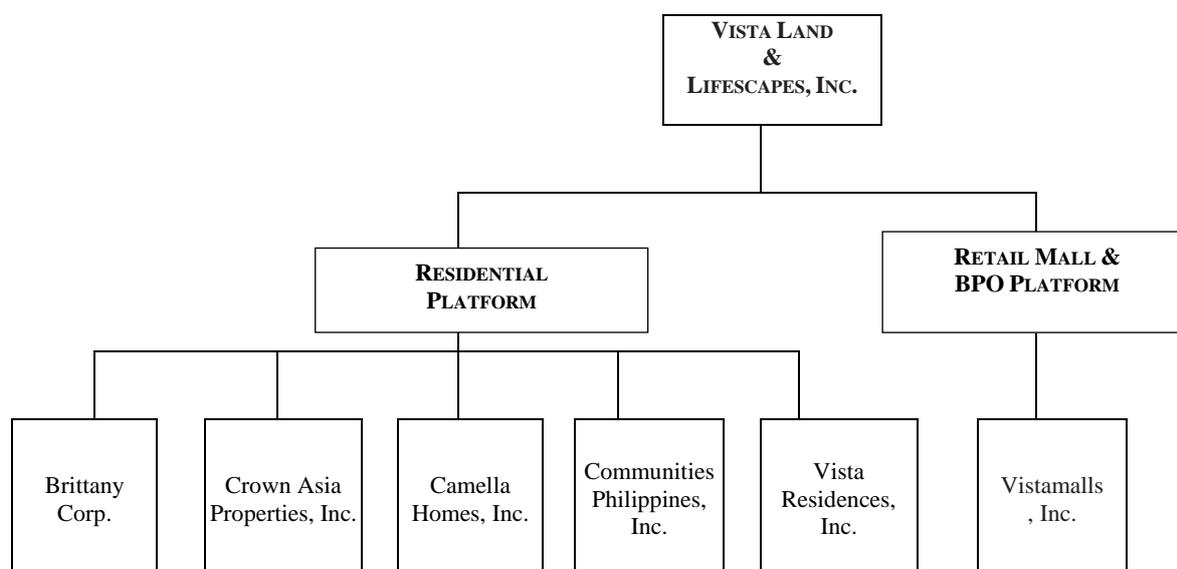 VISTA LAND
&
LIFESCAPES, INC.
RESIDENTIAL
PLATFORM
RETAIL MALL &
BPO PLATFORM
Brittany
Corp.
Crown Asia
Properties, Inc.
Camella
Homes, Inc.
Communities
Philippines,
Inc.
Vista
Residences,
Inc.
Vistamalls
, Inc.